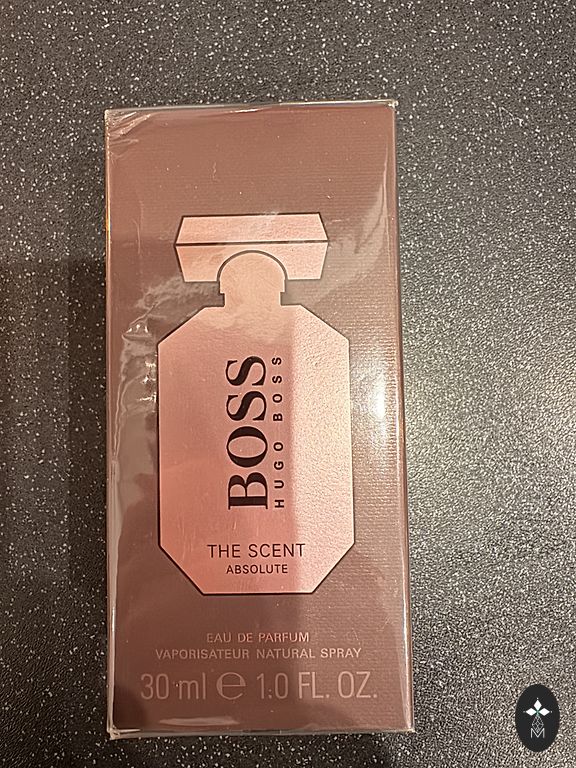 BOSS
HUGO BOSS
THE SCENT
ABSOLUTE
EAU DE PARFUM
VAPORISATEUR NATURAL SPRAY
30 ml ℮ 1.0 FL. OZ.
M